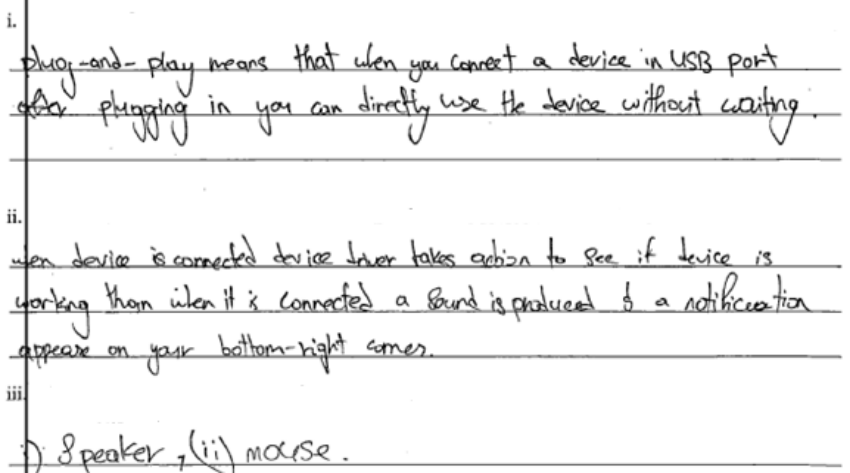 i.
plug-and-play means that when you connect a device in USB port
after plugging in you can directly use the device without waiting.
ii.
when device is connected device driver takes action to see if device is
working than when it is connected a sound is produced & a notification
appeare on your bottom-right corner.
iii.
i) Speaker, (ii) mouse.